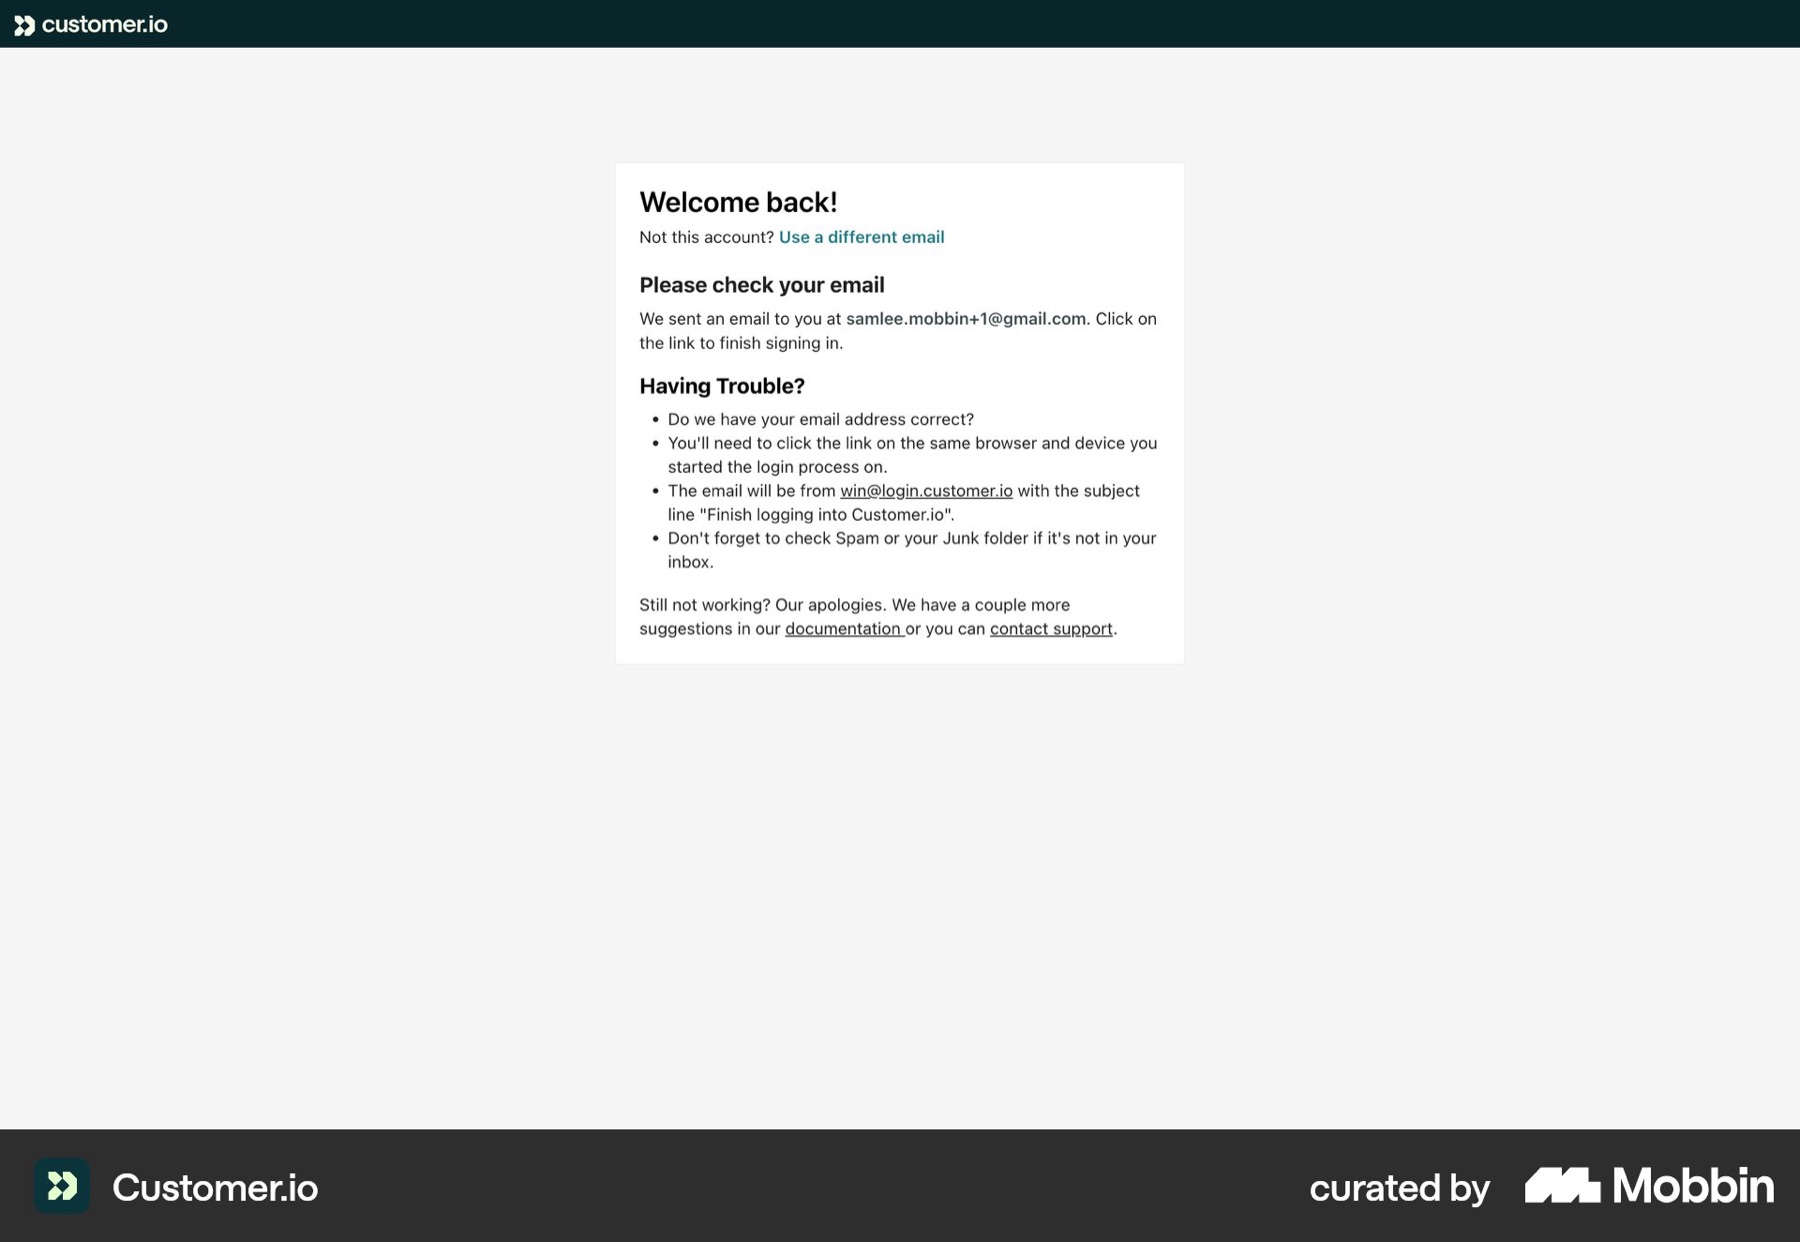 customer.io
Welcome back!
Not this account? Use a different email
Please check your email
We sent an email to you at samlee.mobbin+1@gmail.com. Click on
the link to finish signing in.
Having Trouble?
• Do we have your email address correct?
• You'll need to click the link on the same browser and device you
started the login process on.
• The email will be from win@login.customer.io with the subject
line "Finish logging into Customer.io".
• Don't forget to check Spam or your Junk folder if it's not in your
inbox.
Still not working? Our apologies. We have a couple more
suggestions in our documentation or you can contact support.
Customer.io
curated by Mobbin